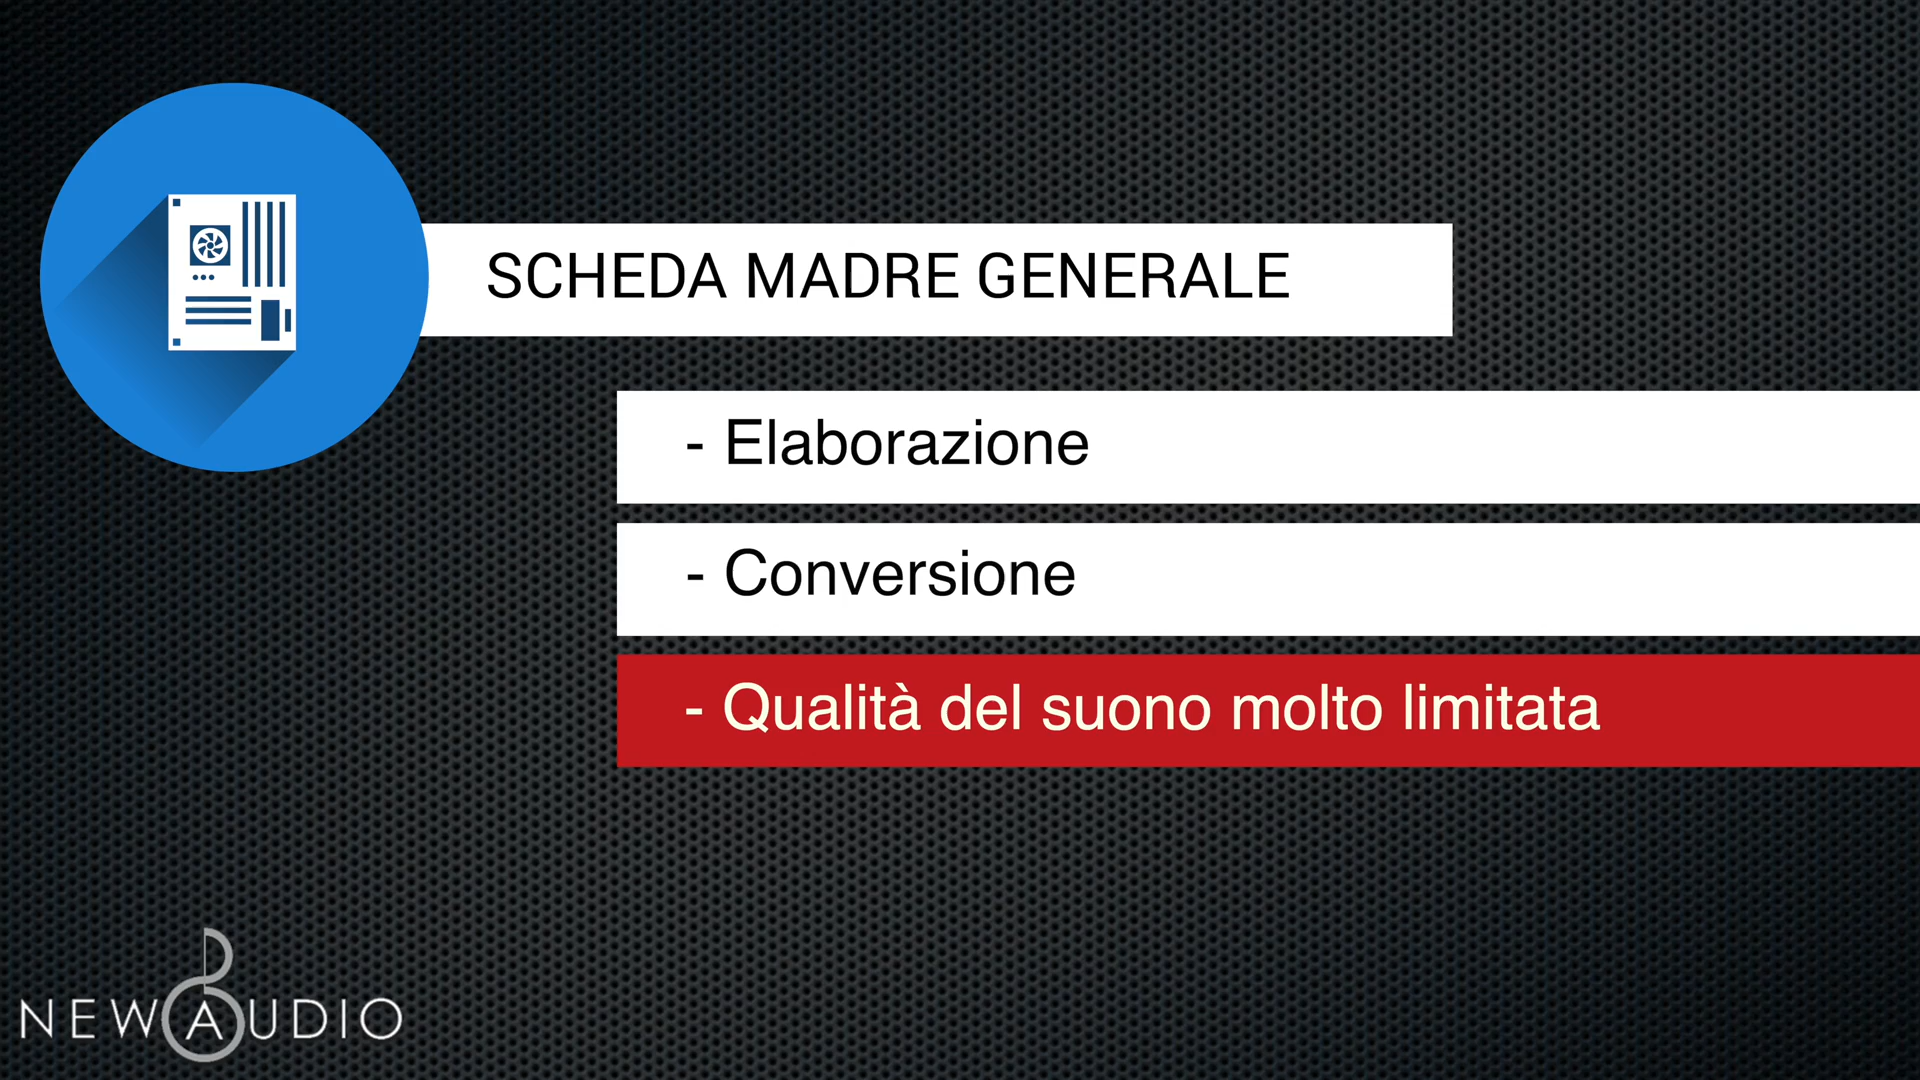 SCHEDA MADRE GENERALE
- Elaborazione
- Conversione
- Qualità del suono molto limitata
NEWAUDIO